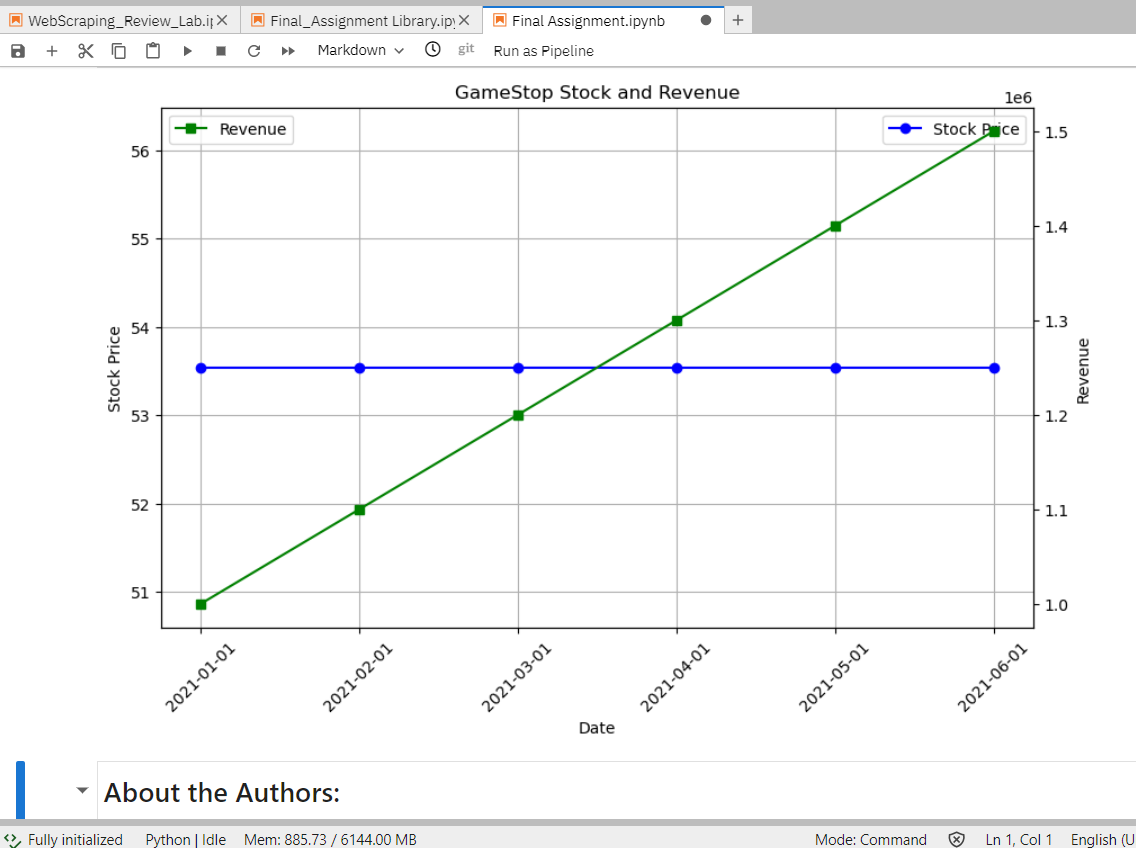 WebScraping_Review_Lab.ip
Final_Assignment Library.ipy
Final Assignment.ipynb
Markdown
git
Run as Pipeline
GameStop Stock and Revenue
1e6
Revenue
Stock Price
56
55
54
53
52
51
1.5
1.4
1.3
1.2
1.1
1.0
Stock Price
Revenue
2021-01-01
2021-02-01
2021-03-01
2021-04-01
2021-05-01
2021-06-01
Date
About the Authors:
Fully initialized
Python | Idle
Mem: 885.73 / 6144.00 MB
Mode: Command
Ln 1, Col 1
English (U